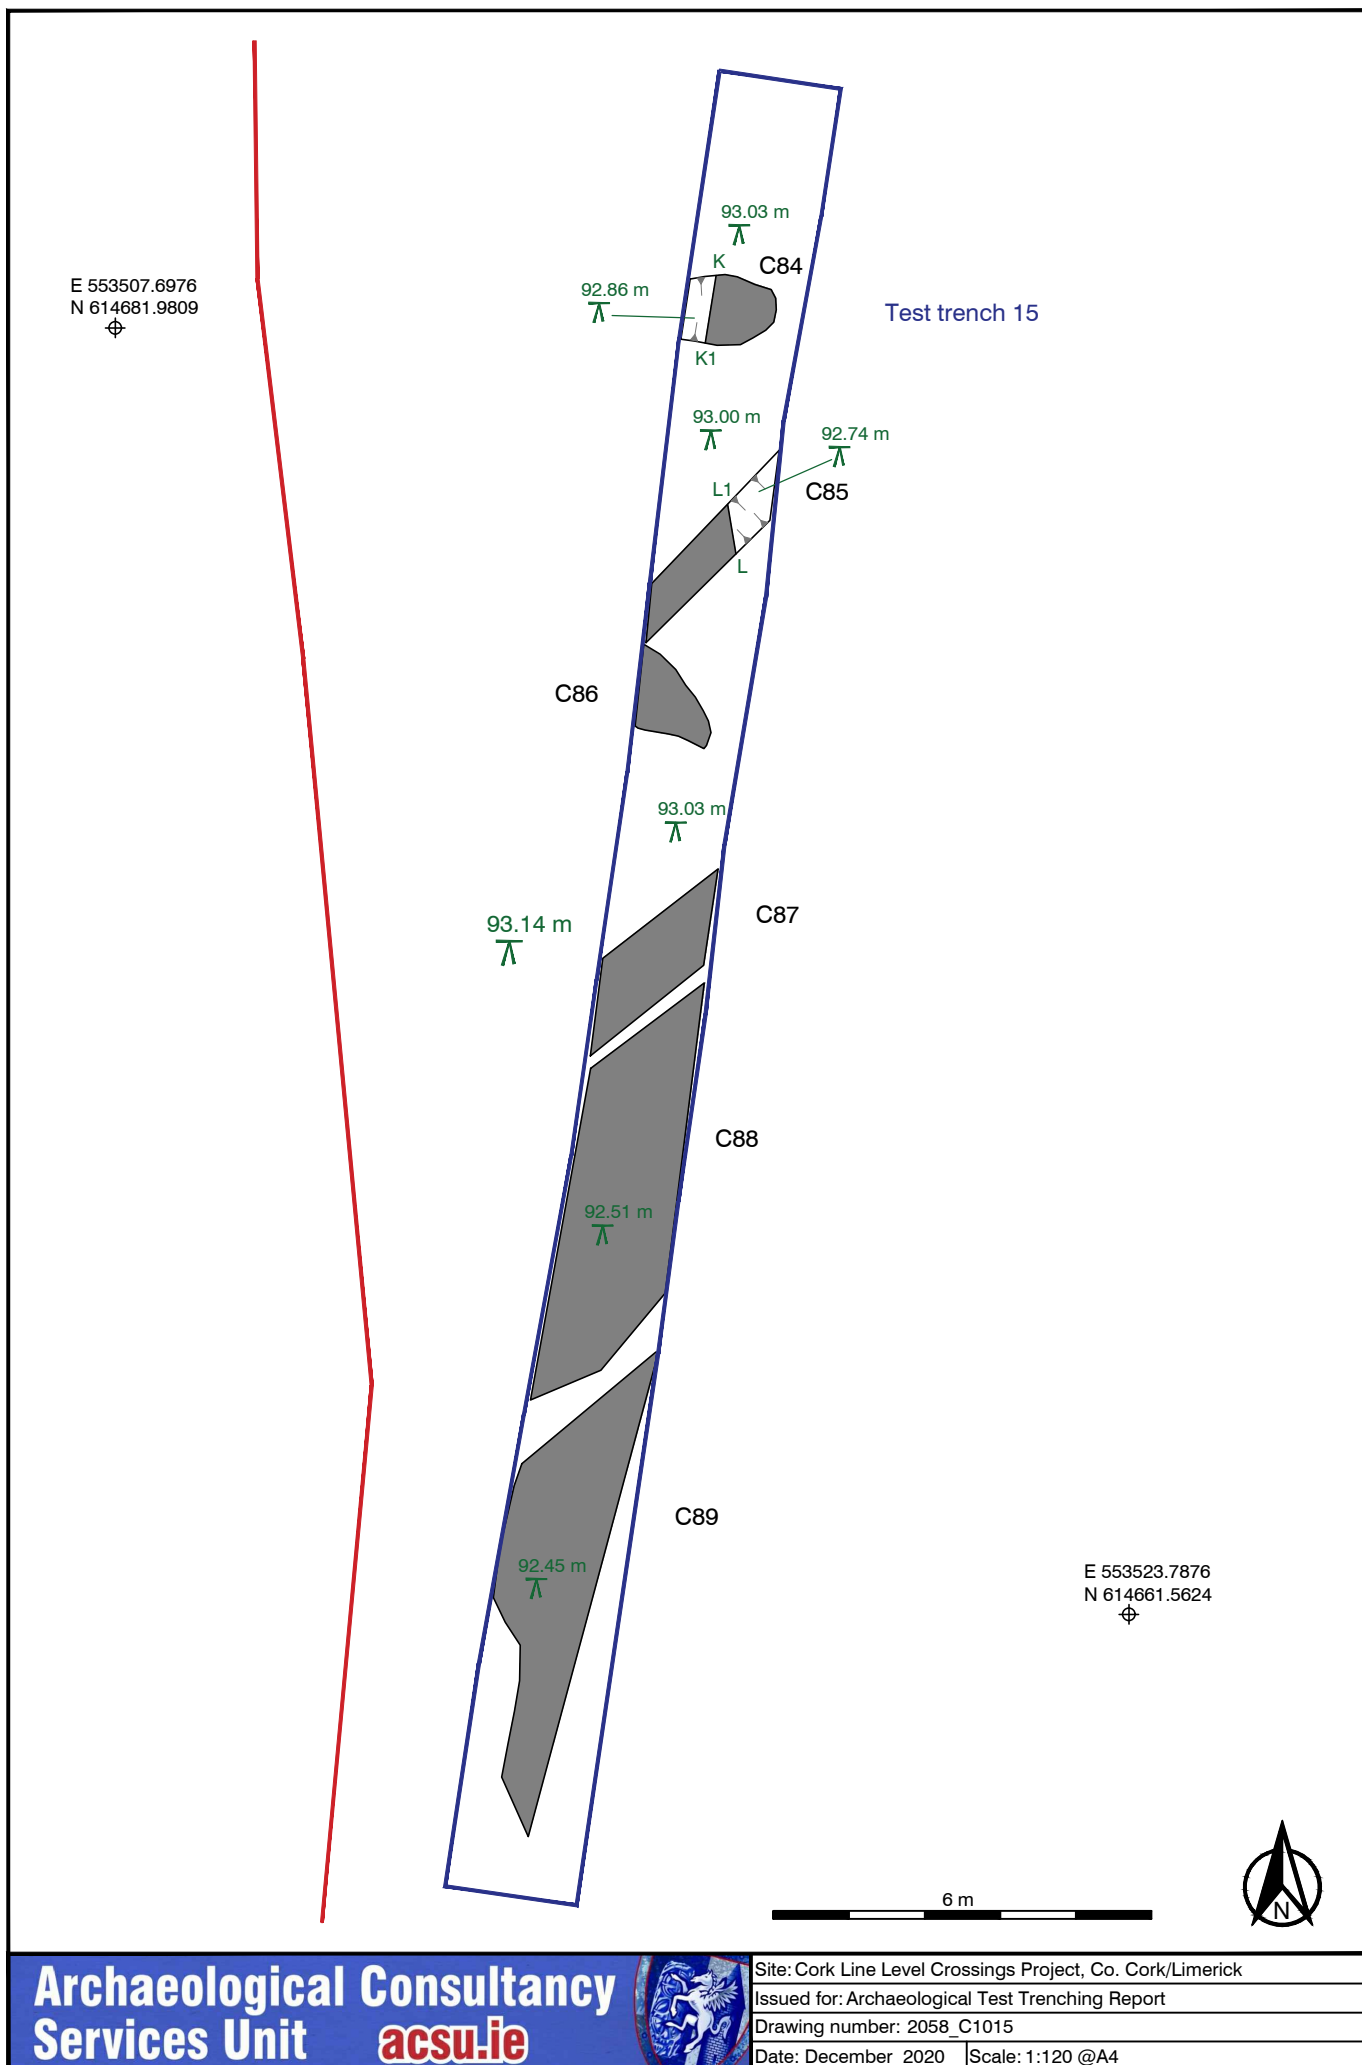 93.03 m
K
C84
E 553507.6976
N 614681.9809
92.86 m
Test trench 15
K1
93.00 m
92.74 m
L1
C85
L
C86
93.03 m
C87
93.14 m
C88
92.51 m
C89
92.45 m
E 553523.7876
N 614661.5624
6 m
N
Archaeological Consultancy
Services Unit acsu.ie
Site: Cork Line Level Crossings Project, Co. Cork/Limerick
Issued for: Archaeological Test Trenching Report
Drawing number: 2058_C1015
Date: December 2020 Scale: 1:120 @A4